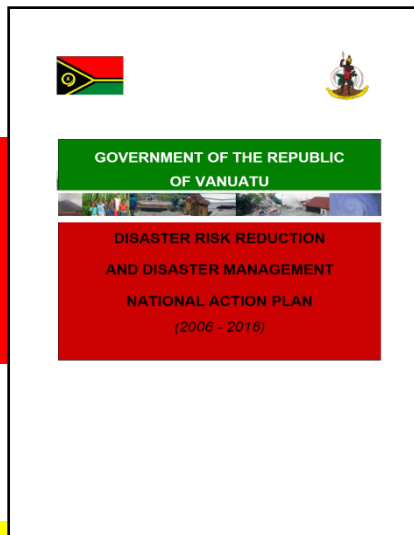 GOVERNMENT OF THE REPUBLIC
OF VANUATU
DISASTER RISK REDUCTION
AND DISASTER MANAGEMENT
NATIONAL ACTION PLAN
(2006 - 2016)